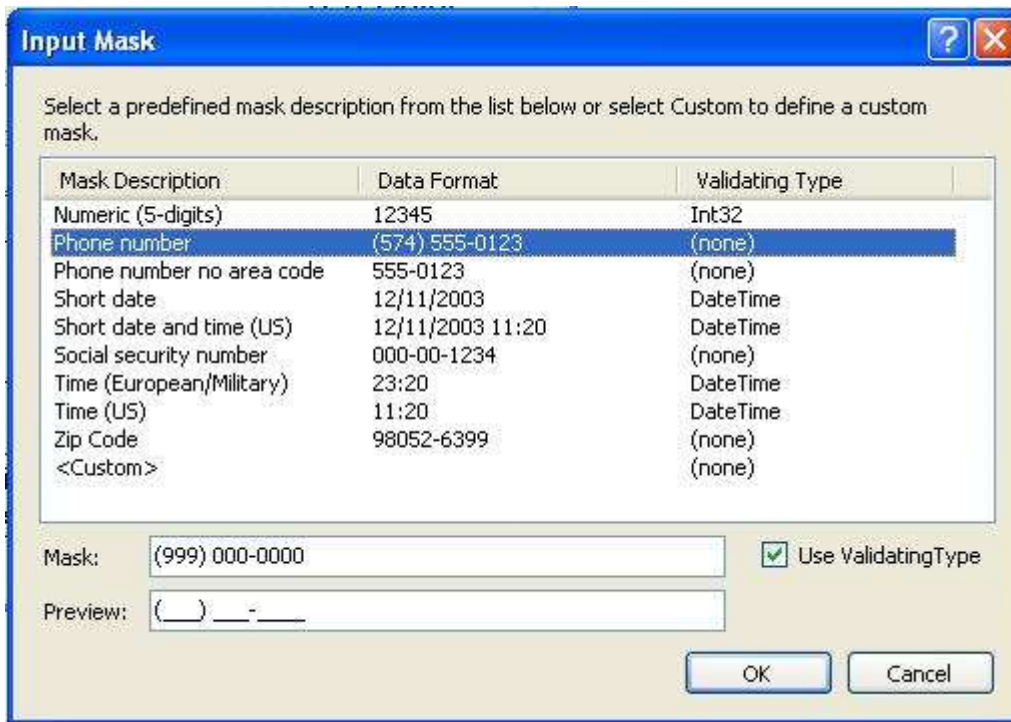 Input Mask
Select a predefined mask description from the list below or select Custom to define a custom
mask.
Mask Description Data Format Validating Type
Numeric (5-digits) 12345 Int32
Phone number (574) 555-0123 (none)
Phone number no area code 555-0123 (none)
Short date 12/11/2003 DateTime
Short date and time (US) 12/11/2003 11:20 DateTime
Social security number 000-00-1234 (none)
Time (European/Military) 23:20 DateTime
Time (US) 11:20 DateTime
Zip Code 98052-6399 (none)
<Custom> (none)
Mask: (999) 000-0000 Use ValidatingType
Preview: (___) ___-____
OK Cancel